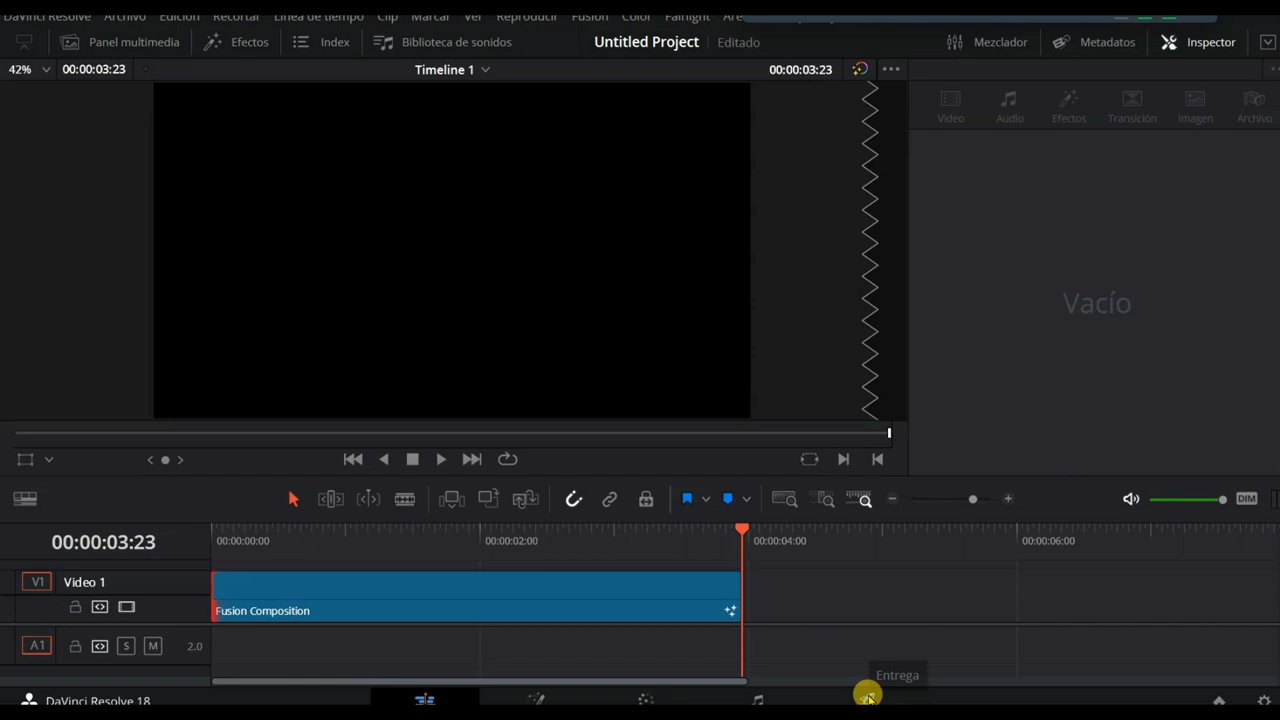 DaVinci Resolve Archivo Edición Recortar Línea de tiempo Clip Marcar Ver Reproducir Fusion Color Fairlight
Panel multimedia Efectos Index Biblioteca de sonidos Untitled Project Editado Mezclador Metadatos Inspector
42% 00:00:03:23 Timeline 1 00:00:03:23
Video Audio Efectos Transición Imagen Archivo
Vacío
DIM
00:00:03:23 00:00:00:00 00:00:02:00 00:00:04:00 00:00:06:00
V1 Video 1
Fusion Composition
A1 S M 2.0
Entrega
DaVinci Resolve 18